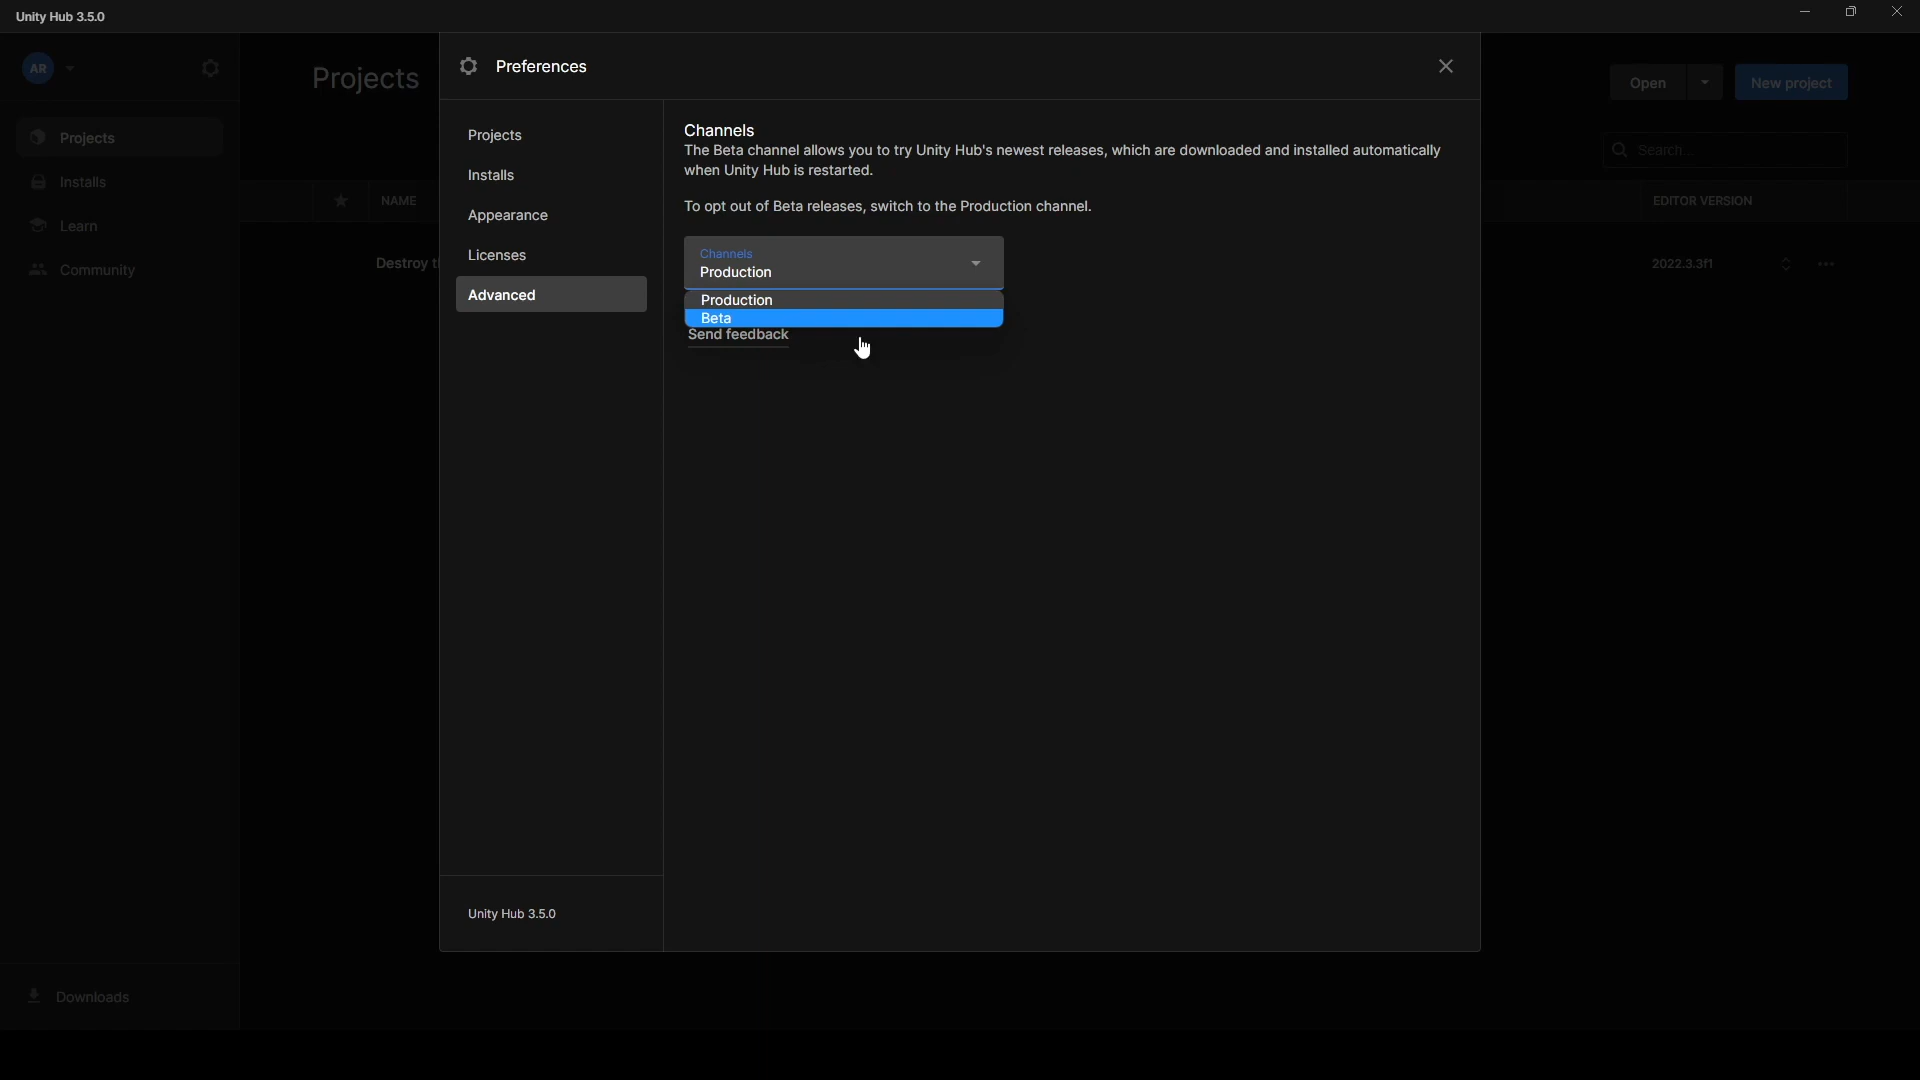 Unity Hub 3.5.0
AR
Projects
Installs
Learn
Community
Downloads
Projects
Open
New project
Search...
NAME
EDITOR VERSION
Destroy t
2022.3.3f1
Preferences
Projects
Installs
Appearance
Licenses
Advanced
Unity Hub 3.5.0
Channels
The Beta channel allows you to try Unity Hub's newest releases, which are downloaded and installed automatically
when Unity Hub is restarted.
To opt out of Beta releases, switch to the Production channel.
Channels
Production
Production
Beta
Send feedback